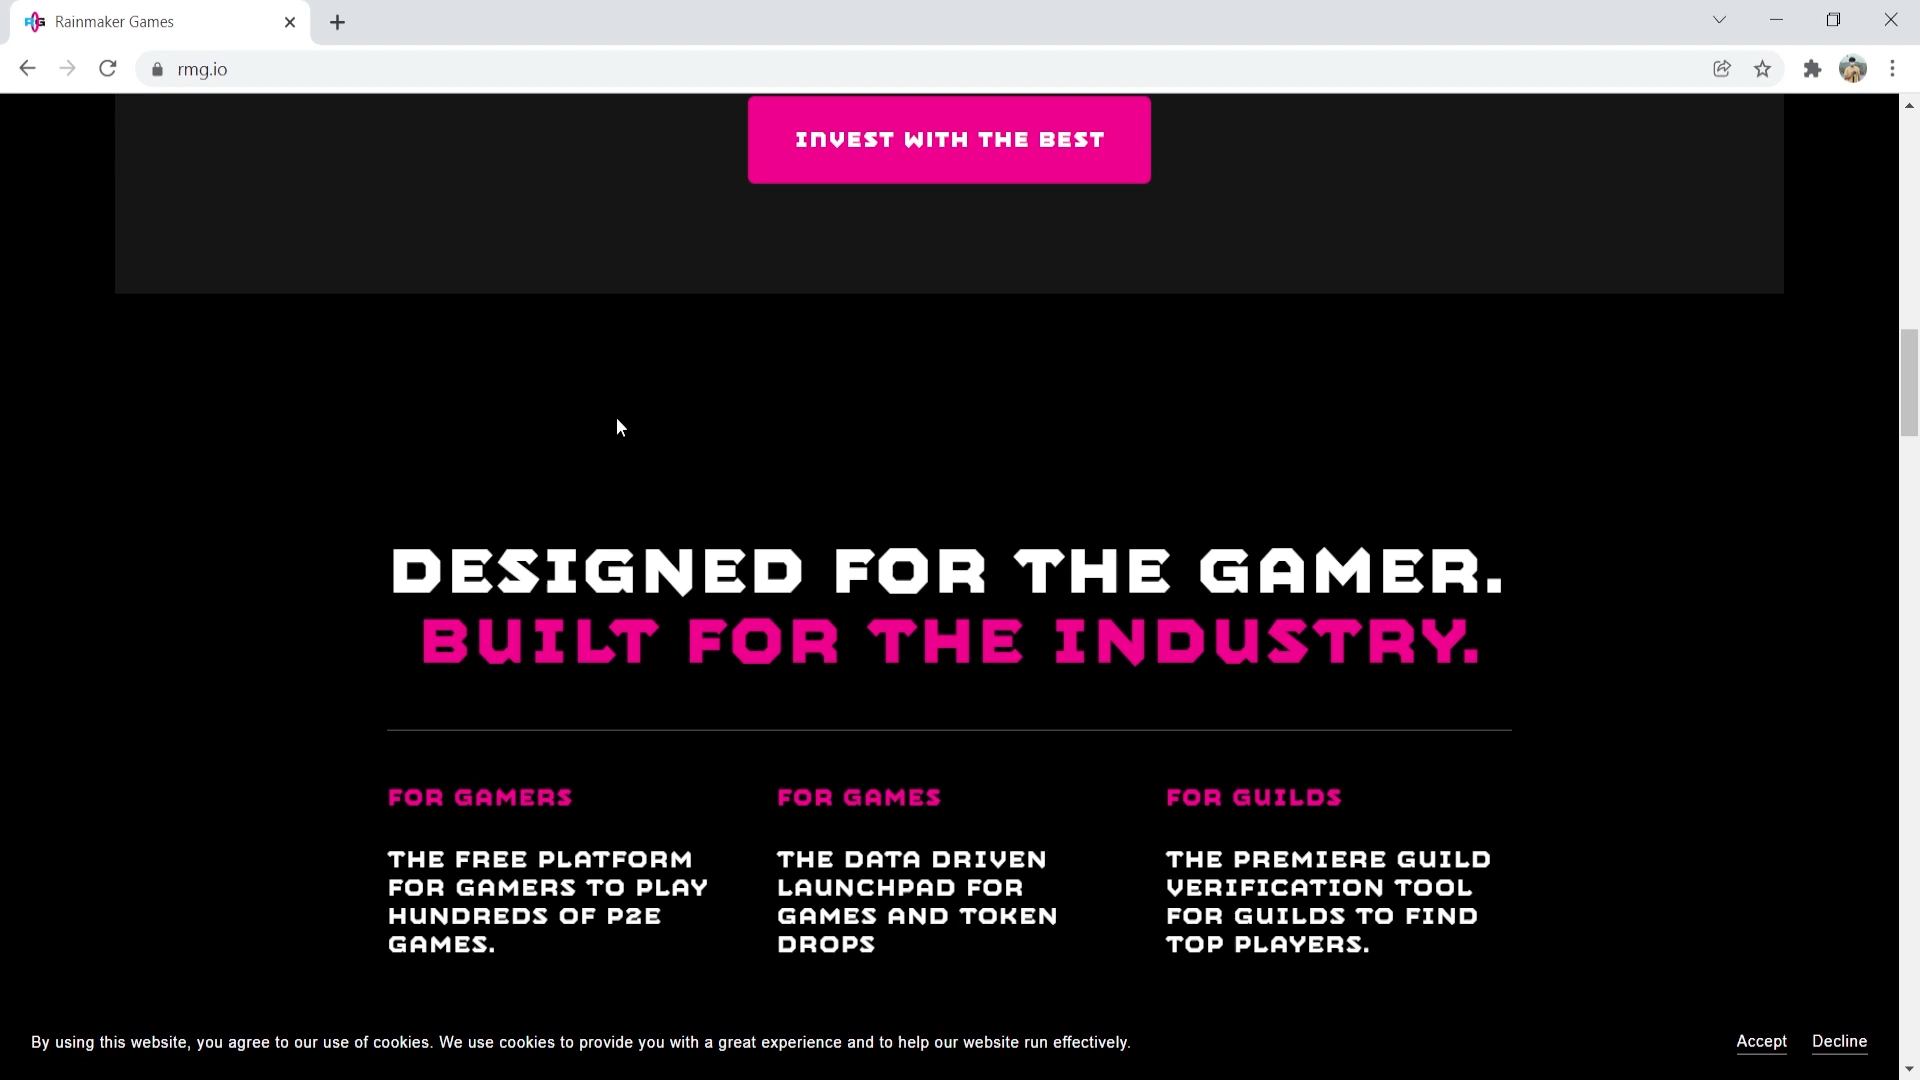 Rainmaker Games
rmg.io
INVEST WITH THE BEST
DESIGNED FOR THE GAMER.
BUILT FOR THE INDUSTRY.
FOR GAMERS
THE FREE PLATFORM
FOR GAMERS TO PLAY
HUNDREDS OF P2E
GAMES.
FOR GAMES
THE DATA DRIVEN
LAUNCHPAD FOR
GAMES AND TOKEN
DROPS
FOR GUILDS
THE PREMIERE GUILD
VERIFICATION TOOL
FOR GUILDS TO FIND
TOP PLAYERS.
By using this website, you agree to our use of cookies. We use cookies to provide you with a great experience and to help our website run effectively.
Accept Decline